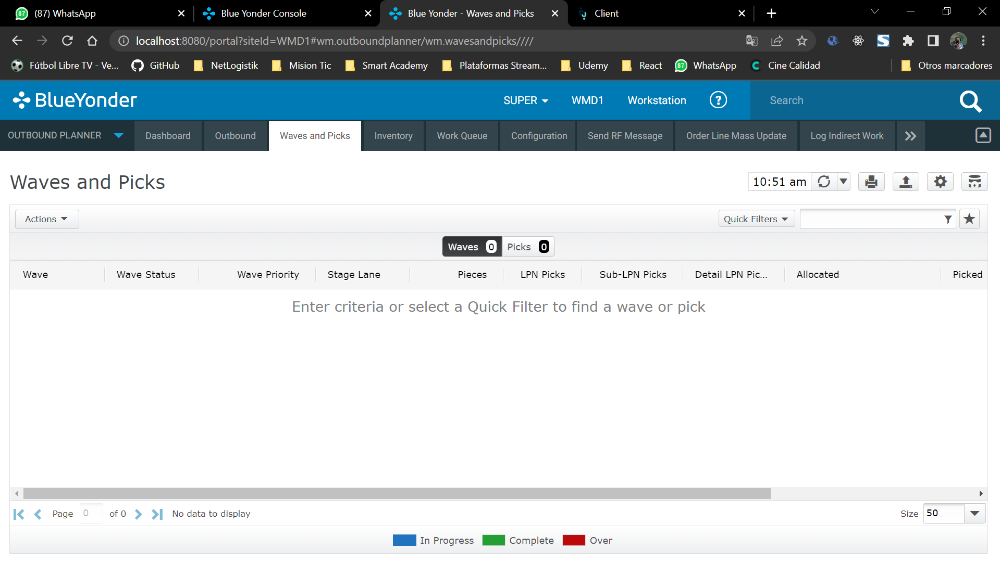 87 (87) WhatsApp
Blue Yonder Console
Blue Yonder - Waves and Picks
Client
localhost:8080/portal?siteId=WMD1#wm.outboundplanner/wm.wavesandpicks////
Fútbol Libre TV - Ve...
GitHub
NetLogistik
Mision Tic
Smart Academy
Plataformas Stream...
Udemy
React
87 WhatsApp
Cine Calidad
Otros marcadores
BlueYonder
SUPER
WMD1
Workstation
?
Search
OUTBOUND PLANNER
Dashboard
Outbound
Waves and Picks
Inventory
Work Queue
Configuration
Send RF Message
Order Line Mass Update
Log Indirect Work
Waves and Picks
10:51 am
Actions
Quick Filters
Waves 0
Picks 0
Wave
Wave Status
Wave Priority
Stage Lane
Pieces
LPN Picks
Sub-LPN Picks
Detail LPN Pic...
Allocated
Picked
Enter criteria or select a Quick Filter to find a wave or pick
Page 0 of 0
No data to display
Size 50
In Progress
Complete
Over